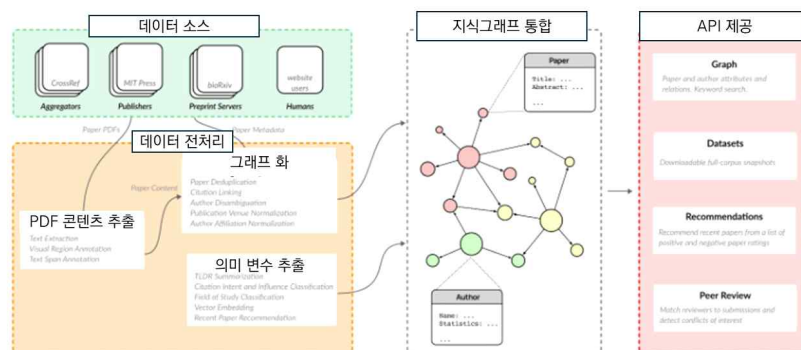 데이터 소스
CrossRef
MIT Press
bioRxiv
website
users
Aggregators
Publishers
Preprint Servers
Humans
Paper PDFs
Paper Metadata
데이터 전처리
그래프 화
Paper Deduplication
Citation Linking
Author Disambiguation
Publication Venue Normalization
Author Affiliation Normalization
Paper Content
PDF 콘텐츠 추출
Text Extraction
Visual Region Annotation
Text Span Annotation
의미 변수 추출
TLDR Summarization
Citation Intent and Influence Classification
Field of Study Classification
Vector Embedding
Recent Paper Recommendation
지식그래프 통합
Paper
Title: ...
Abstract: ...
...
Author
Name: ...
Statistics: ...
...
API 제공
Graph
Paper and author attributes and
relations. Keyword search.
Datasets
Downloadable full-corpus snapshots
Recommendations
Recommend recent papers from a list of
positive and negative paper ratings
Peer Review
Match reviewers to submissions and
detect conflicts of interest